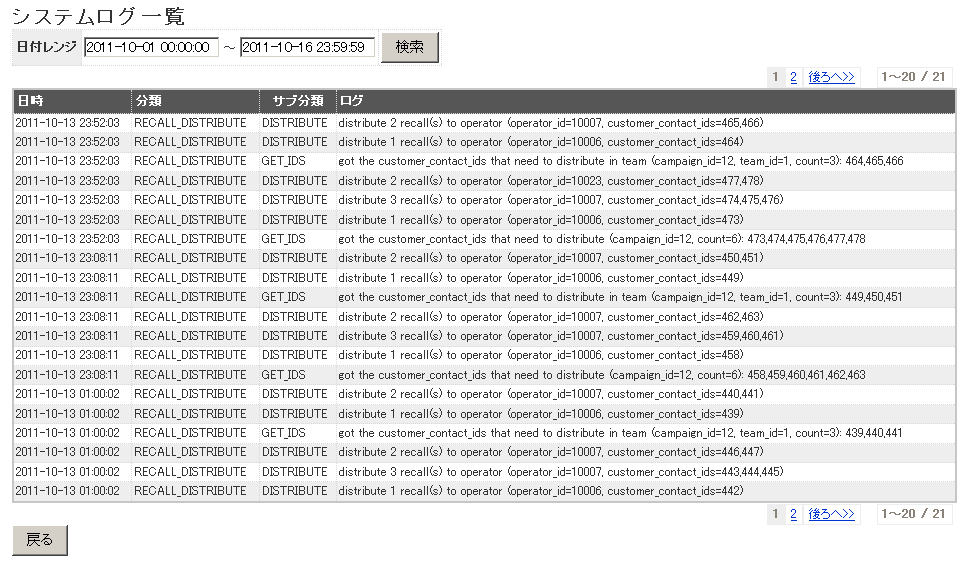 システムログ一覧
日付レンジ 2011-10-01 00:00:00 ～ 2011-10-16 23:59:59 検索
1 2 後ろへ>> 1～20 / 21
日時 分類 サブ分類 ログ
2011-10-13 23:52:03 RECALL_DISTRIBUTE DISTRIBUTE distribute 2 recall(s) to operator (operator_id=10007, customer_contact_ids=465,466)
2011-10-13 23:52:03 RECALL_DISTRIBUTE DISTRIBUTE distribute 1 recall(s) to operator (operator_id=10006, customer_contact_ids=464)
2011-10-13 23:52:03 RECALL_DISTRIBUTE GET_IDS got the customer_contact_ids that need to distribute in team (campaign_id=12, team_id=1, count=3): 464,465,466
2011-10-13 23:52:03 RECALL_DISTRIBUTE DISTRIBUTE distribute 2 recall(s) to operator (operator_id=10023, customer_contact_ids=477,478)
2011-10-13 23:52:03 RECALL_DISTRIBUTE DISTRIBUTE distribute 3 recall(s) to operator (operator_id=10007, customer_contact_ids=474,475,476)
2011-10-13 23:52:03 RECALL_DISTRIBUTE DISTRIBUTE distribute 1 recall(s) to operator (operator_id=10006, customer_contact_ids=473)
2011-10-13 23:52:03 RECALL_DISTRIBUTE GET_IDS got the customer_contact_ids that need to distribute (campaign_id=12, count=6): 473,474,475,476,477,478
2011-10-13 23:08:11 RECALL_DISTRIBUTE DISTRIBUTE distribute 2 recall(s) to operator (operator_id=10007, customer_contact_ids=450,451)
2011-10-13 23:08:11 RECALL_DISTRIBUTE DISTRIBUTE distribute 1 recall(s) to operator (operator_id=10006, customer_contact_ids=449)
2011-10-13 23:08:11 RECALL_DISTRIBUTE GET_IDS got the customer_contact_ids that need to distribute in team (campaign_id=12, team_id=1, count=3): 449,450,451
2011-10-13 23:08:11 RECALL_DISTRIBUTE DISTRIBUTE distribute 2 recall(s) to operator (operator_id=10007, customer_contact_ids=462,463)
2011-10-13 23:08:11 RECALL_DISTRIBUTE DISTRIBUTE distribute 3 recall(s) to operator (operator_id=10007, customer_contact_ids=459,460,461)
2011-10-13 23:08:11 RECALL_DISTRIBUTE DISTRIBUTE distribute 1 recall(s) to operator (operator_id=10006, customer_contact_ids=458)
2011-10-13 23:08:11 RECALL_DISTRIBUTE GET_IDS got the customer_contact_ids that need to distribute (campaign_id=12, count=6): 458,459,460,461,462,463
2011-10-13 01:00:02 RECALL_DISTRIBUTE DISTRIBUTE distribute 2 recall(s) to operator (operator_id=10007, customer_contact_ids=440,441)
2011-10-13 01:00:02 RECALL_DISTRIBUTE DISTRIBUTE distribute 1 recall(s) to operator (operator_id=10006, customer_contact_ids=439)
2011-10-13 01:00:02 RECALL_DISTRIBUTE GET_IDS got the customer_contact_ids that need to distribute in team (campaign_id=12, team_id=1, count=3): 439,440,441
2011-10-13 01:00:02 RECALL_DISTRIBUTE DISTRIBUTE distribute 2 recall(s) to operator (operator_id=10007, customer_contact_ids=446,447)
2011-10-13 01:00:02 RECALL_DISTRIBUTE DISTRIBUTE distribute 3 recall(s) to operator (operator_id=10007, customer_contact_ids=443,444,445)
2011-10-13 01:00:02 RECALL_DISTRIBUTE DISTRIBUTE distribute 1 recall(s) to operator (operator_id=10006, customer_contact_ids=442)
1 2 後ろへ>> 1～20 / 21
戻る